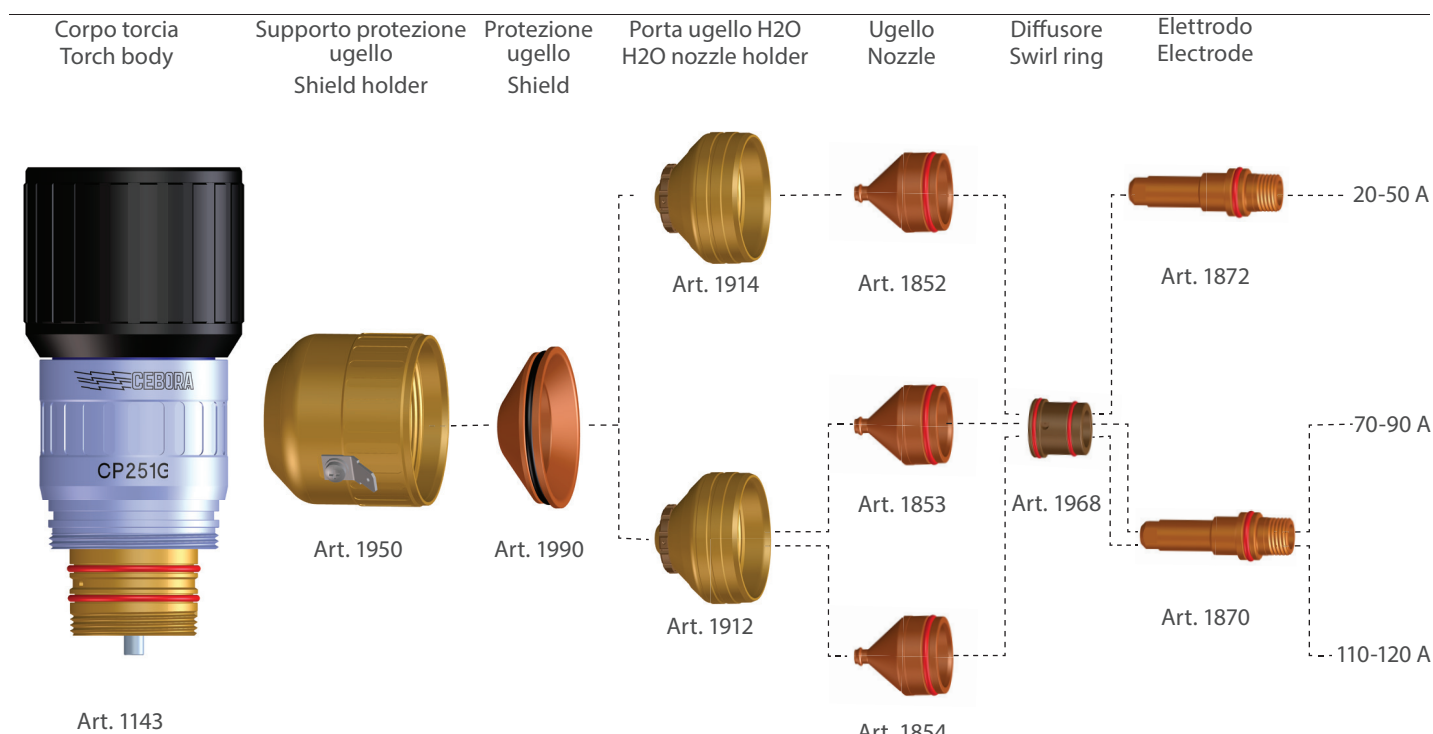 Corpo torcia
Torch body
Supporto protezione
ugello
Shield holder
Protezione
ugello
Shield
Porta ugello H2O
H2O nozzle holder
Ugello
Nozzle
Diffusore
Swirl ring
Elettrodo
Electrode
20-50 A
Art. 1914
Art. 1852
Art. 1872
CEBORA
CP251G
70-90 A
Art. 1853
Art. 1968
Art. 1950
Art. 1990
Art. 1912
Art. 1870
110-120 A
Art. 1143
Art. 1854